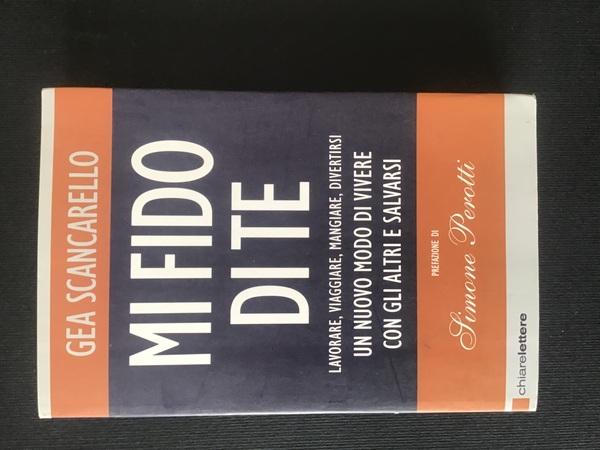 GEA SCANCARELLO
MI FIDO
DI TE
LAVORARE, VIAGGIARE, MANGIARE, DIVERTIRSI
UN NUOVO MODO DI VIVERE
CON GLI ALTRI E SALVARSI
PREFAZIONE DI
Simone Perotti
chiarelettere